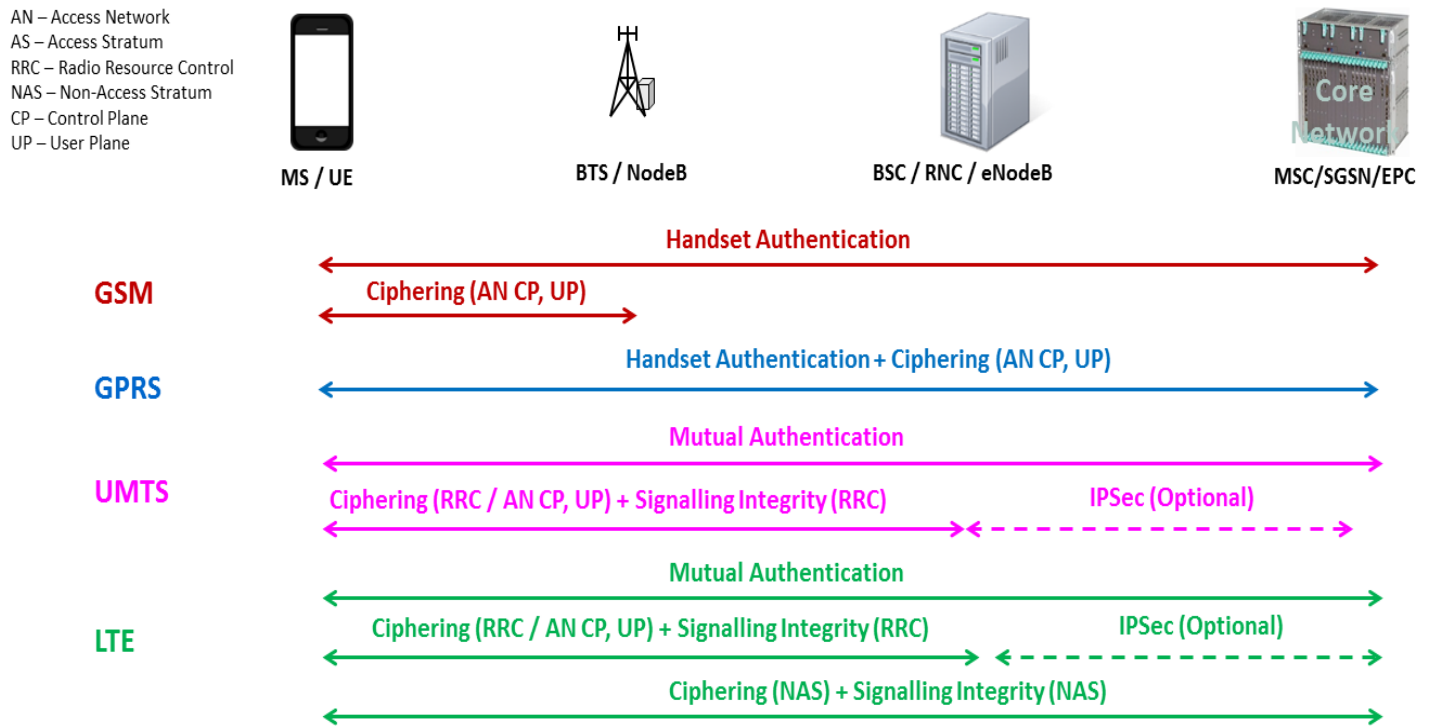 AN – Access Network
AS – Access Stratum
RRC – Radio Resource Control
NAS – Non-Access Stratum
CP – Control Plane
UP – User Plane
MS / UE
BTS / NodeB
BSC / RNC / eNodeB
Core
Network
MSC/SGSN/EPC
Handset Authentication
GSM
Ciphering (AN CP, UP)
Handset Authentication + Ciphering (AN CP, UP)
GPRS
Mutual Authentication
UMTS
Ciphering (RRC / AN CP, UP) + Signalling Integrity (RRC)
IPSec (Optional)
Mutual Authentication
LTE
Ciphering (RRC / AN CP, UP) + Signalling Integrity (RRC)
IPSec (Optional)
Ciphering (NAS) + Signalling Integrity (NAS)